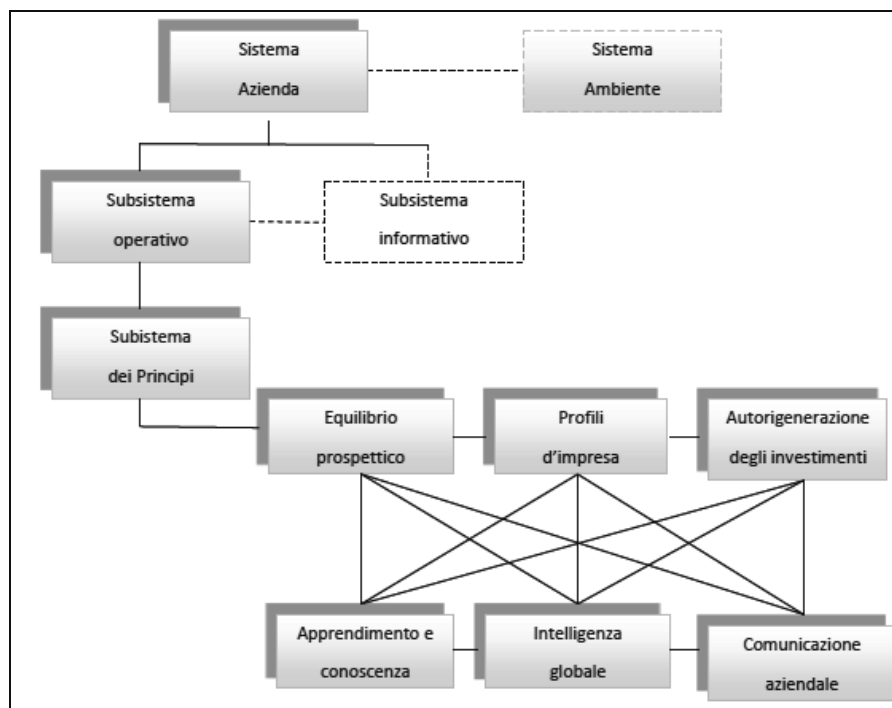 Sistema
Azienda
Sistema
Ambiente
Subsistema
operativo
Subsistema
informativo
Subistema
dei Principi
Equilibrio
prospettico
Profili
d'impresa
Autorigenerazione
degli investimenti
Apprendimento e
conoscenza
Intelligenza
globale
Comunicazione
aziendale